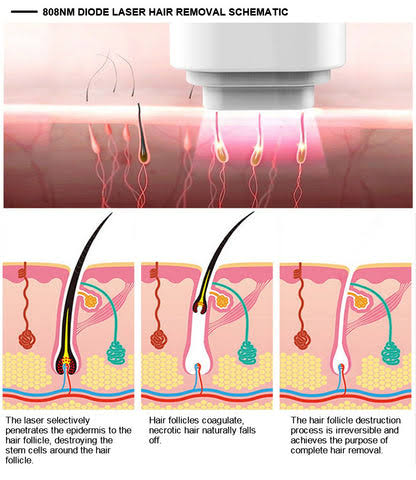 808NM DIODE LASER HAIR REMOVAL SCHEMATIC
The laser selectively
penetrates the epidermis to the
hair follicle, destroying the
stem cells around the hair
follicle.
Hair follicles coagulate,
necrotic hair naturally falls
off.
The hair follicle destruction
process is irreversible and
achieves the purpose of
complete hair removal.